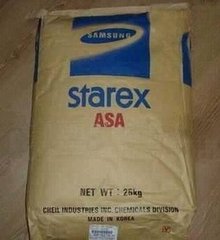 SAMSUNG
starex
ASA
NET WT : 25kg
CHEIL INDUSTRIES INC. CHEMICALS DIVISION
MADE IN KOREA